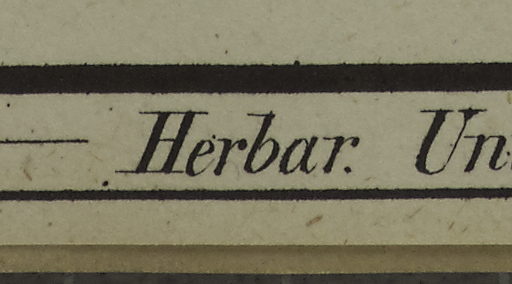 — Herbar.